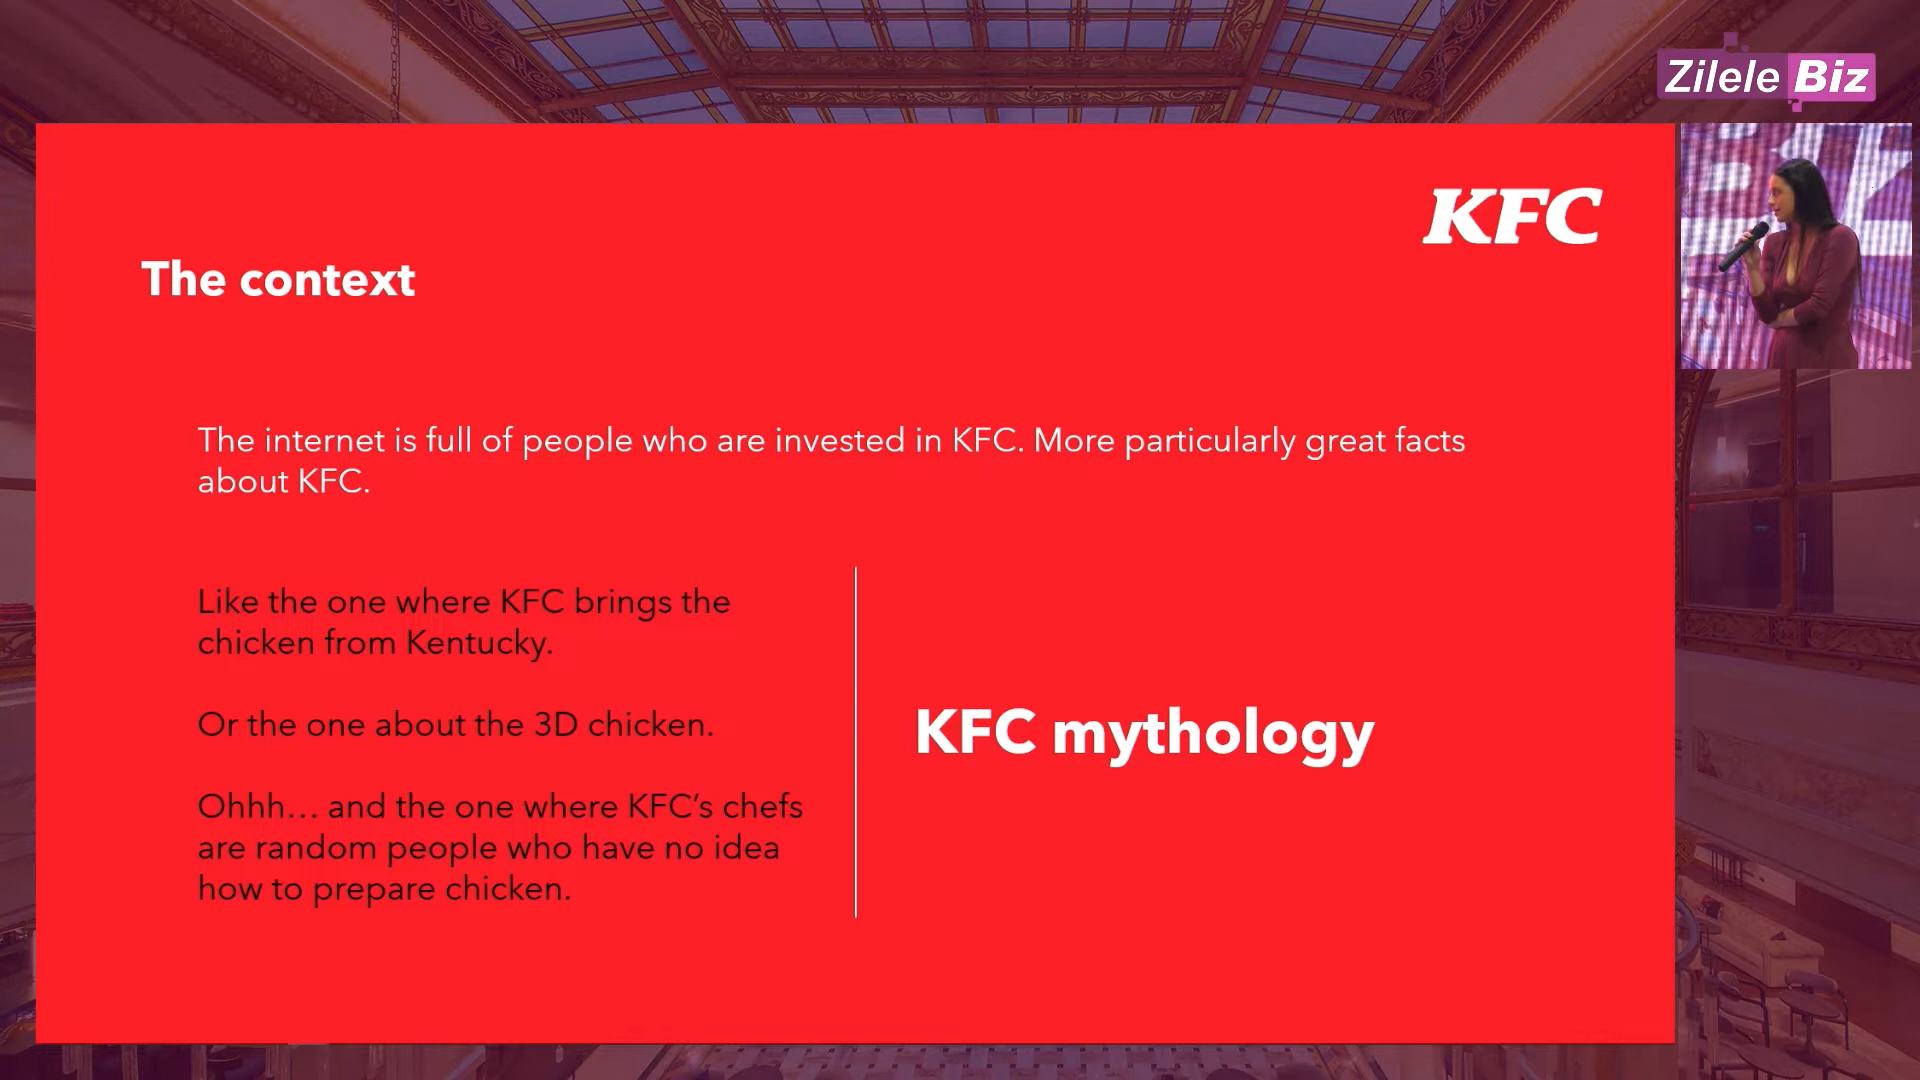 Zilele Biz
KFC
The context
The internet is full of people who are invested in KFC. More particularly great facts
about KFC.
Like the one where KFC brings the
chicken from Kentucky.
Or the one about the 3D chicken.
Ohhh… and the one where KFC’s chefs
are random people who have no idea
how to prepare chicken.
KFC mythology